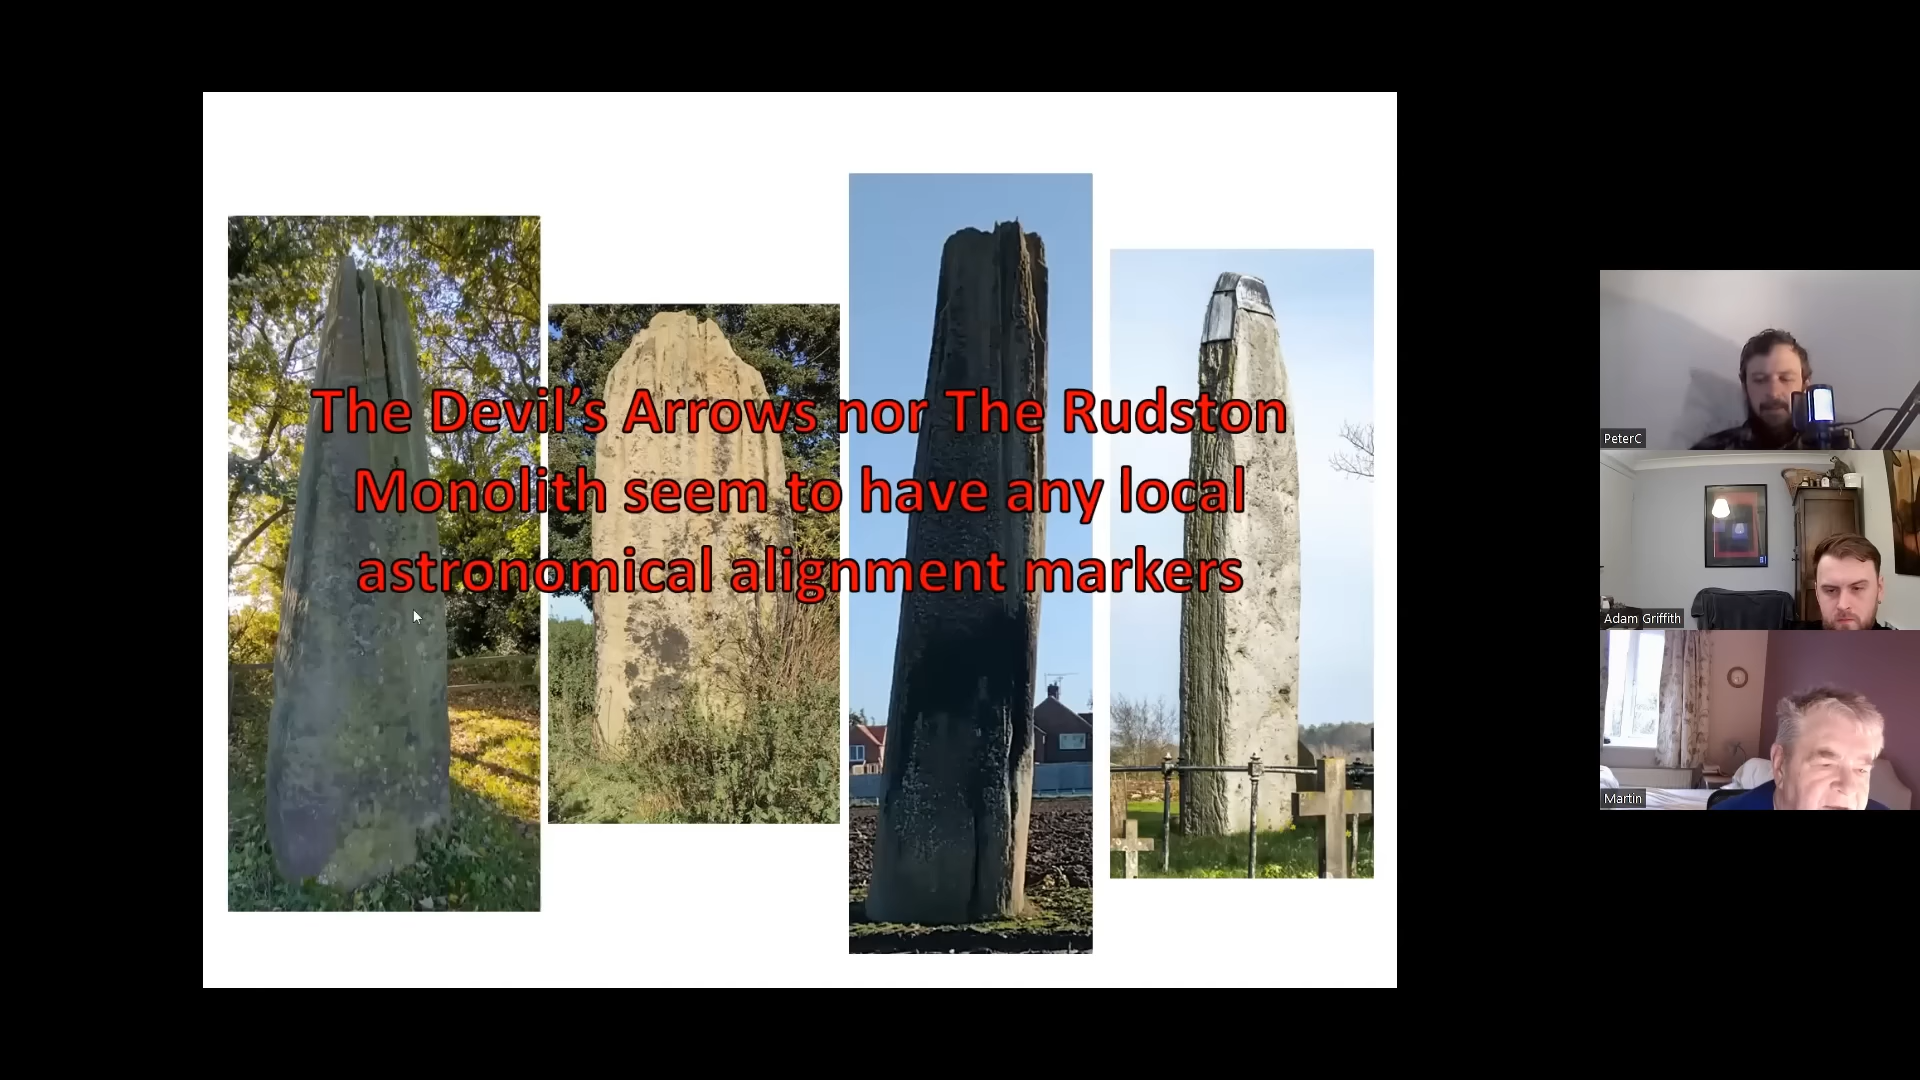 The Devil’s Arrows nor The Rudston
Monolith seem to have any local
astronomical alignment markers
PeterC
Adam Griffith
Martin